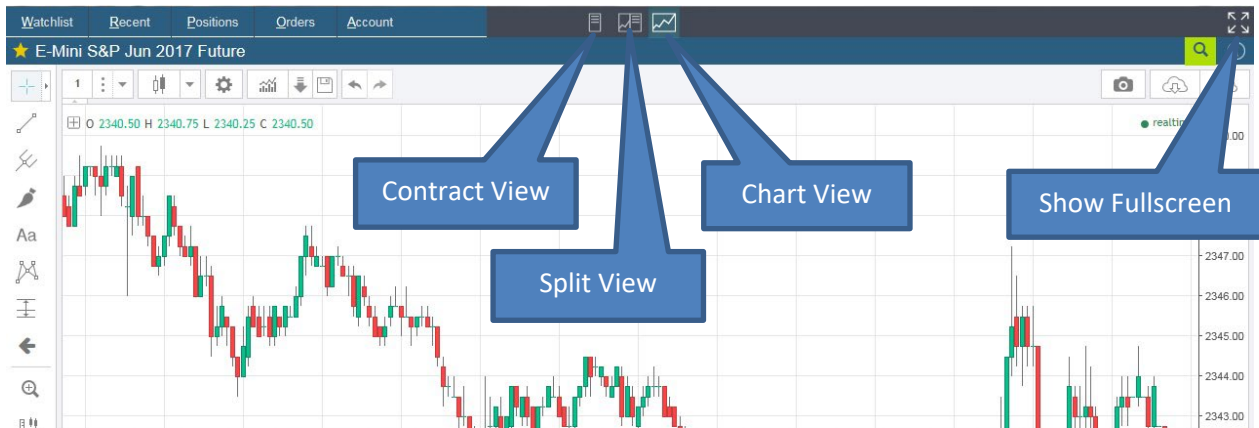 Watchlist Recent Positions Orders Account
E-Mini S&P Jun 2017 Future
1
O 2340.50 H 2340.75 L 2340.25 C 2340.50
Contract View
Chart View
Show Fullscreen
Aa
2347.00
Split View
2346.00
2345.00
2344.00
2343.00